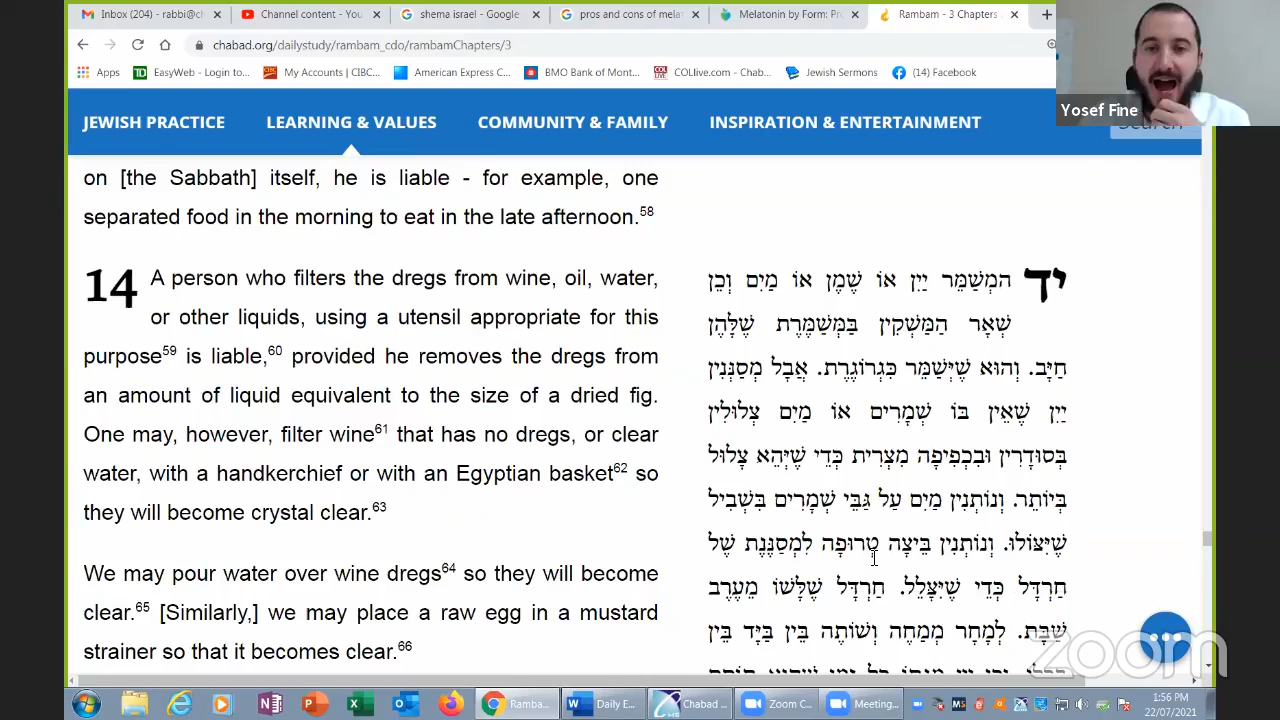 Inbox (204) - rabbi@ch
Channel content - You
shema israel - Google
pros and cons of melat
Melatonin by Form: Pro
Rambam - 3 Chapters
chabad.org/dailystudy/rambam_cdo/rambamChapters/3
Apps
EasyWeb - Login to...
My Accounts | CIBC...
American Express C...
BMO Bank of Mont...
COLlive.com - Chab...
Jewish Sermons
(14) Facebook
Yosef Fine
JEWISH PRACTICE
LEARNING & VALUES
COMMUNITY & FAMILY
INSPIRATION & ENTERTAINMENT
Search
on [the Sabbath] itself, he is liable - for example, one
separated food in the morning to eat in the late afternoon.58
14 A person who filters the dregs from wine, oil, water,
or other liquids, using a utensil appropriate for this
purpose59 is liable,60 provided he removes the dregs from
an amount of liquid equivalent to the size of a dried fig.
One may, however, filter wine61 that has no dregs, or clear
water, with a handkerchief or with an Egyptian basket62 so
they will become crystal clear.63
We may pour water over wine dregs64 so they will become
clear.65 [Similarly,] we may place a raw egg in a mustard
strainer so that it becomes clear.66
יד המְשַׁמֵּר יַיִן אוֹ שֶׁמֶן אוֹ מַיִם וְכֵן
שְׁאָר הַמַּשְׁקִין בַּמְשַׁמֶּרֶת שֶׁלָּהֶן
חַיָּב. וְהוּא שֶׁיְּשַׁמֵּר כִּגְרוֹגֶרֶת. אֲבָל מְסַנְּנִין
יַיִן שֶׁאֵין בּוֹ שְׁמָרִים אוֹ מַיִם צְלוּלִין
בְּסוּדָרִין וּבִכְפִיפָה מִצְרִית כְּדֵי שֶׁיְּהֵא צָלוּל
בְּיוֹתֵר. וְנוֹתְנִין מַיִם עַל גַּבֵּי שְׁמָרִים בִּשְׁבִיל
שֶׁיִּצּוֹלוּ. וְנוֹתְנִין בֵּיצָה טְרוּפָה לִמְסַנֶּנֶת שֶׁל
חַרְדָּל כְּדֵי שֶׁיִּצָּלֵל. חַרְדָּל שֶׁלָּשׁוֹ מֵעֶרֶב
שַׁבָּת. לְמָחָר מְמַחֶה וְשׁוֹתֶה בֵּין בַּיָּד בֵּין
zoom
Ramba...
Daily E...
Chabad ...
Zoom C...
Meeting...
1:56 PM
22/07/2021